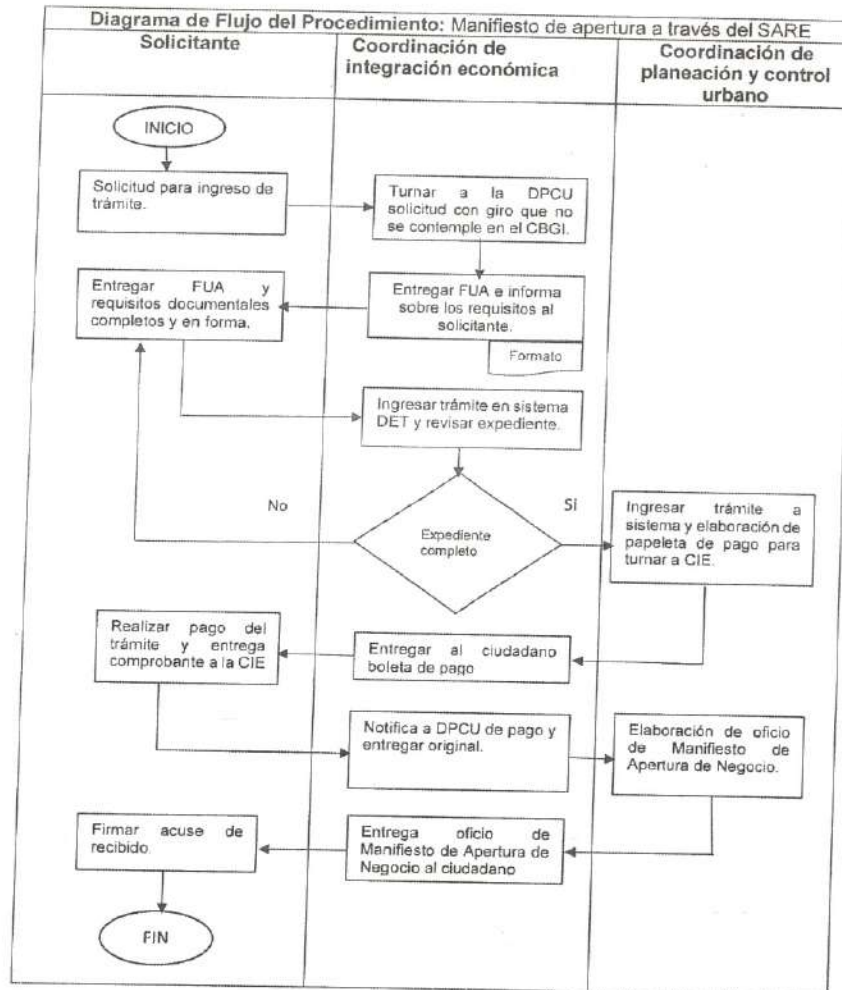 Diagrama de Flujo del Procedimiento: Manifiesto de apertura a través del SARE
Solicitante
Coordinación de
integración económica
Coordinación de
planeación y control
urbano
INICIO
Solicitud para ingreso de
trámite.
Turnar a la DPCU
solicitud con giro que no
se contemple en el CBGI.
Entregar FUA y
requisitos documentales
completos y en forma.
Entregar FUA e informa
sobre los requisitos al
solicitante.
Formato
Ingresar trámite en sistema
DET y revisar expediente.
No
Expediente
completo
Si
Ingresar trámite a
sistema y elaboración de
papeleta de pago para
turnar a CIE.
Realizar pago del
trámite y entrega
comprobante a la CIE
Entregar al ciudadano
boleta de pago
Notifica a DPCU de pago y
entregar original.
Elaboración de oficio
de Manifiesto de
Apertura de Negocio.
Firmar acuse de
recibido.
Entrega oficio de
Manifiesto de Apertura de
Negocio al ciudadano
FIN